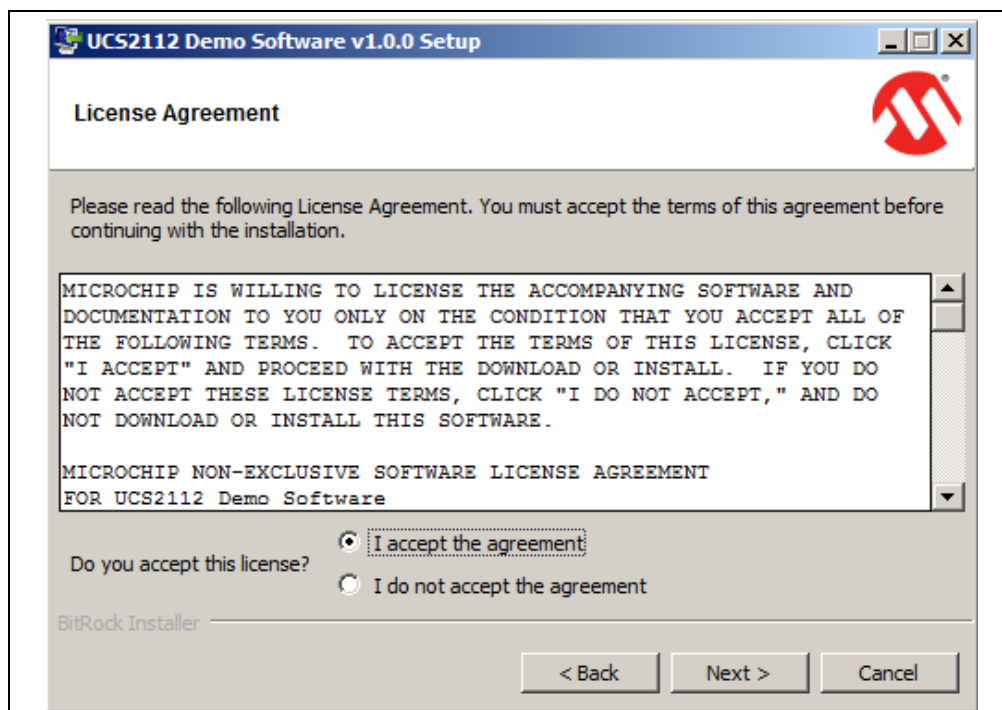 UCS2112 Demo Software v1.0.0 Setup
License Agreement
Please read the following License Agreement. You must accept the terms of this agreement before
continuing with the installation.
MICROCHIP IS WILLING TO LICENSE THE ACCOMPANYING SOFTWARE AND
DOCUMENTATION TO YOU ONLY ON THE CONDITION THAT YOU ACCEPT ALL OF
THE FOLLOWING TERMS.  TO ACCEPT THE TERMS OF THIS LICENSE, CLICK
"I ACCEPT" AND PROCEED WITH THE DOWNLOAD OR INSTALL.  IF YOU DO
NOT ACCEPT THESE LICENSE TERMS, CLICK "I DO NOT ACCEPT," AND DO
NOT DOWNLOAD OR INSTALL THIS SOFTWARE.
MICROCHIP NON-EXCLUSIVE SOFTWARE LICENSE AGREEMENT
FOR UCS2112 Demo Software
Do you accept this license?
I accept the agreement
I do not accept the agreement
BitRock Installer
< Back
Next >
Cancel